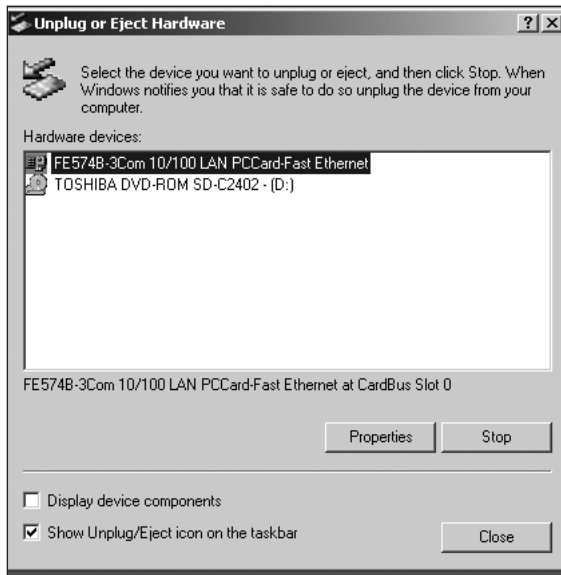 Unplug or Eject Hardware
Select the device you want to unplug or eject, and then click Stop. When
Windows notifies you that it is safe to do so unplug the device from your
computer.
Hardware devices:
FE574B-3Com 10/100 LAN PCCard-Fast Ethernet
TOSHIBA DVD-ROM SD-C2402 - (D:)
FE574B-3Com 10/100 LAN PCCard-Fast Ethernet at CardBus Slot 0
Properties Stop
Display device components
Show Unplug/Eject icon on the taskbar
Close